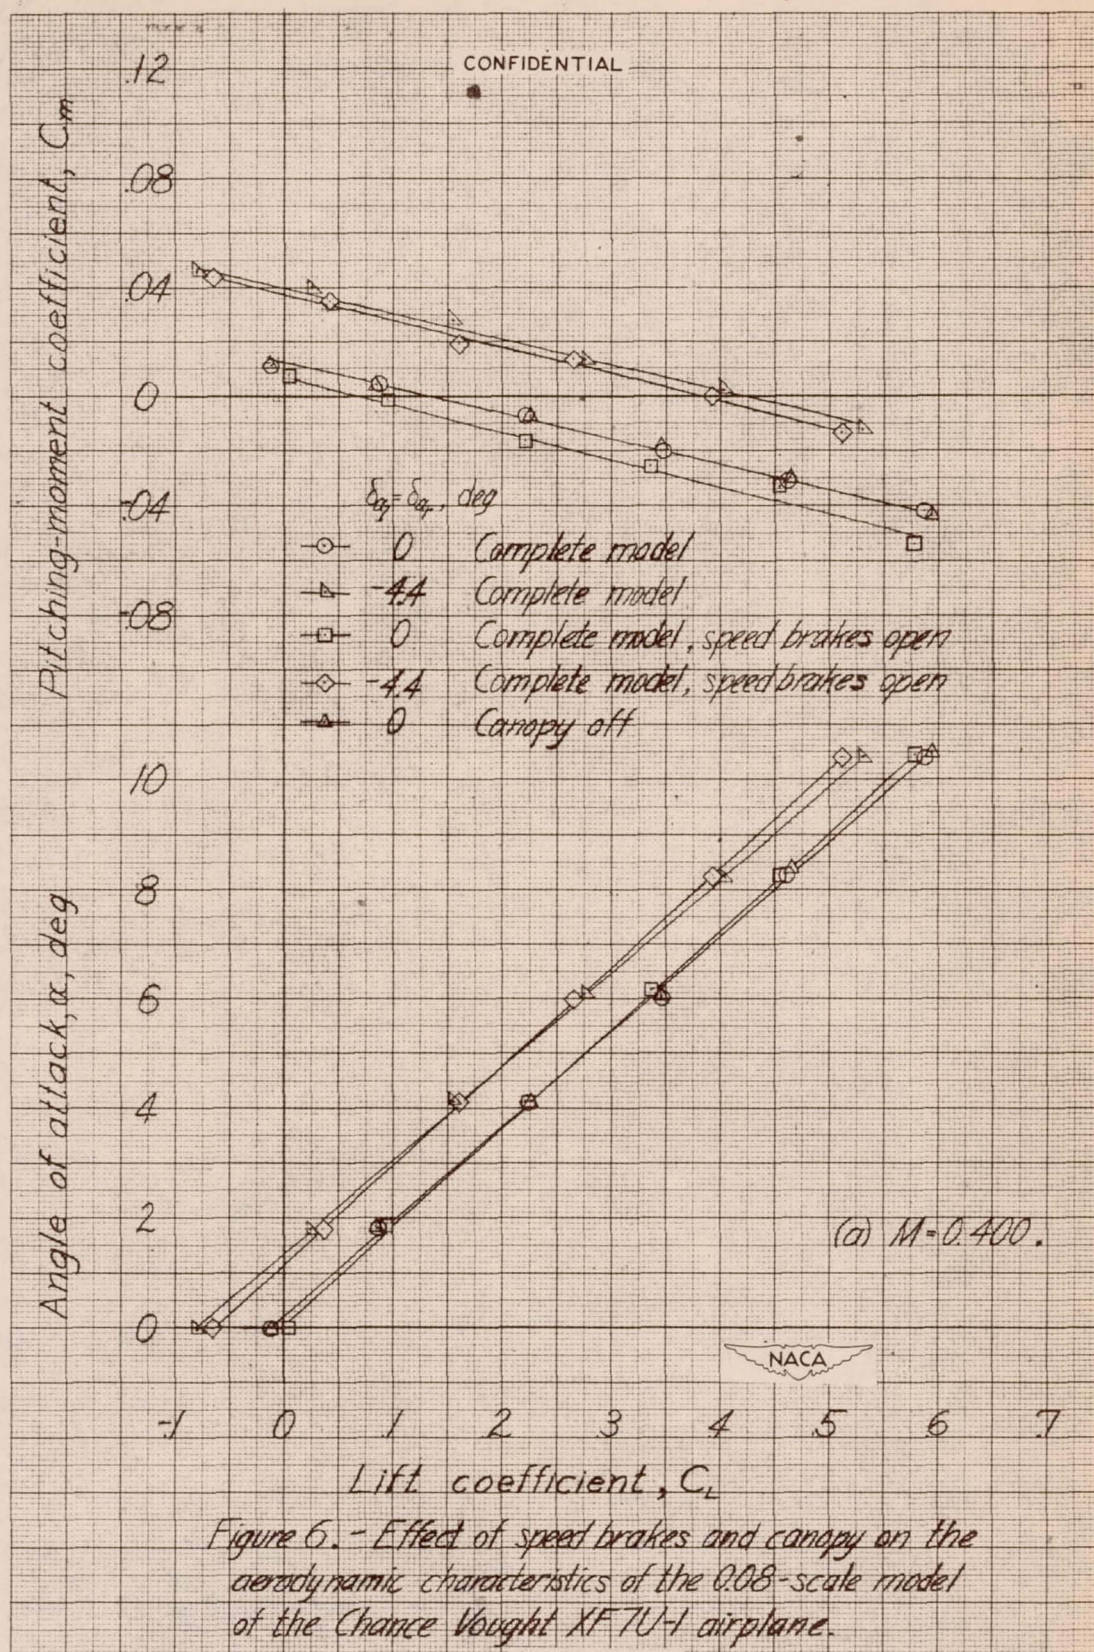 CONFIDENTIAL
.12
.08
.04
0
-.04
-.08
Pitching-moment coefficient, Cm
δaℓ = δar, deg
0 Complete model
-4.4 Complete model
0 Complete model, speed brakes open
-4.4 Complete model, speed brakes open
0 Canopy off
10
8
6
4
2
0
Angle of attack, α, deg
(a) M=0.400.
NACA
-.1 0 .1 .2 .3 .4 .5 .6 .7
Lift coefficient, CL
Figure 6. - Effect of speed brakes and canopy on the
aerodynamic characteristics of the 0.08-scale model
of the Chance Vought XF7U-1 airplane.